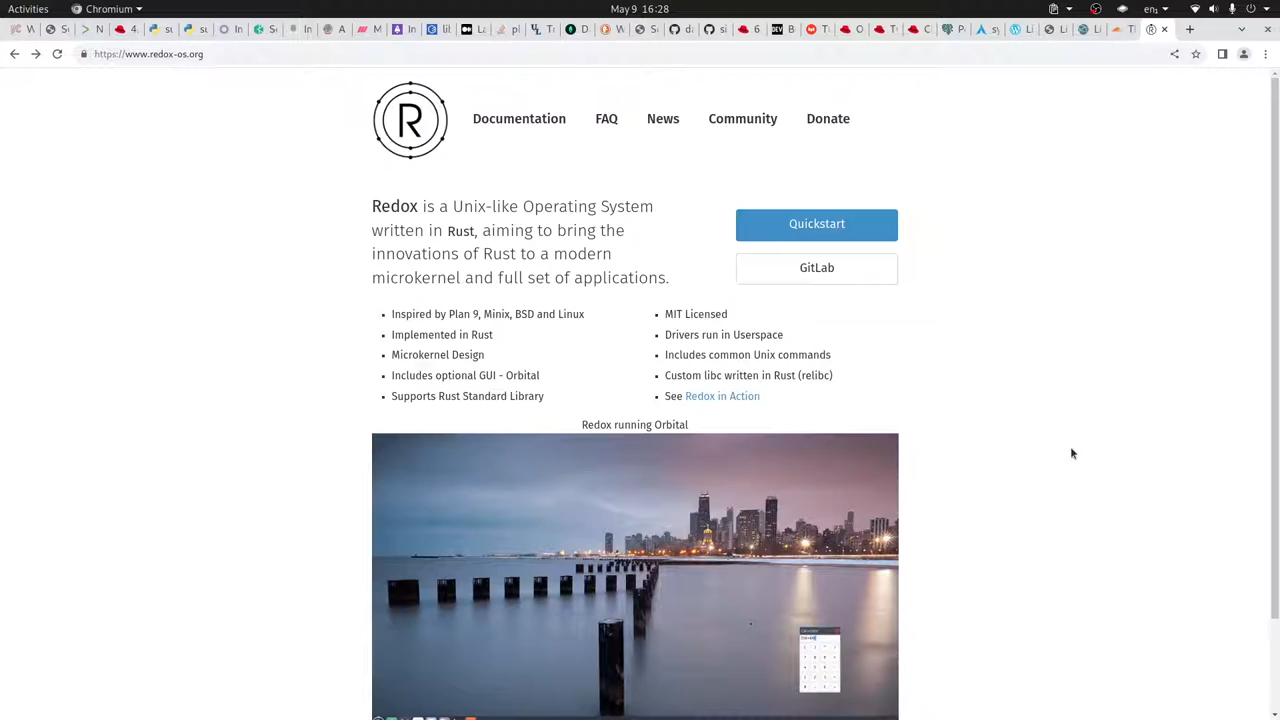 Activities
Chromium
May 9 16:28
en
https://www.redox-os.org
R
Documentation
FAQ
News
Community
Donate
Redox is a Unix-like Operating System
written in Rust, aiming to bring the
innovations of Rust to a modern
microkernel and full set of applications.
Quickstart
GitLab
Inspired by Plan 9, Minix, BSD and Linux
Implemented in Rust
Microkernel Design
Includes optional GUI - Orbital
Supports Rust Standard Library
MIT Licensed
Drivers run in Userspace
Includes common Unix commands
Custom libc written in Rust (relibc)
See Redox in Action
Redox running Orbital